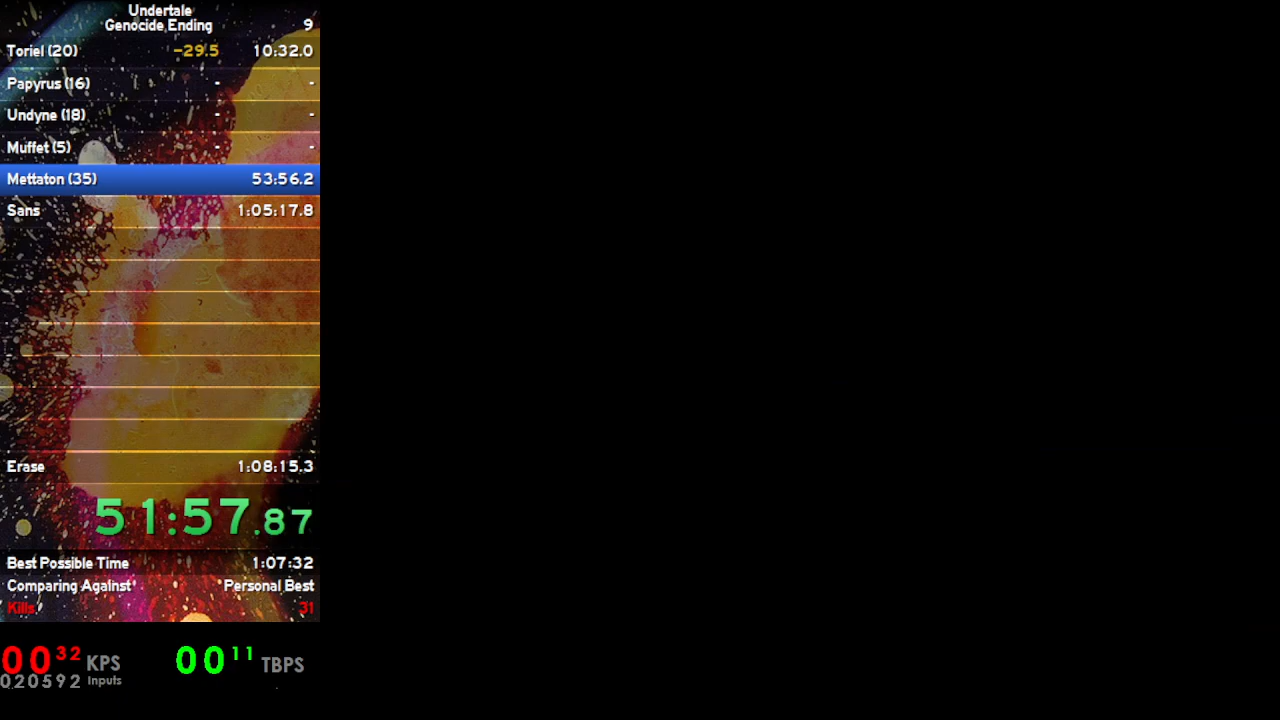 Undertale
Genocide Ending 9
Toriel (20) -29.5 10:32.0
Papyrus (16) - -
Undyne (18) - -
Muffet (5) - -
Mettaton (35) 53:56.2
Sans 1:05:17.8
Erase 1:08:15.3
51:57.87
Best Possible Time 1:07:32
Comparing Against Personal Best
Kills 31
00 32 KPS 00 11 TBPS
020592 Inputs